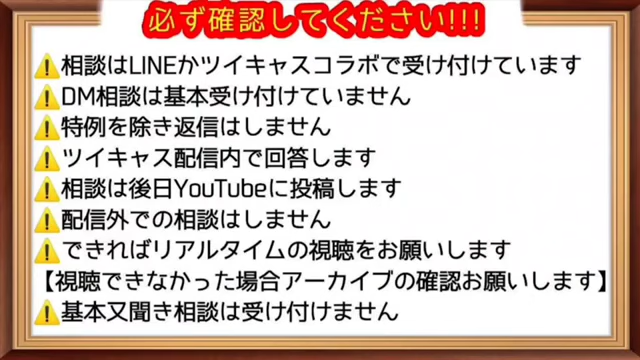 必ず確認してください!!!
⚠️相談はLINEかツイキャスコラボで受け付けています
⚠️DM相談は基本受け付けていません
⚠️特例を除き返信はしません
⚠️ツイキャス配信内で回答します
⚠️相談は後日YouTubeに投稿します
⚠️配信外での相談はしません
⚠️できればリアルタイムの視聴をお願いします
【視聴できなかった場合アーカイブの確認お願いします】
⚠️基本又聞き相談は受け付けません